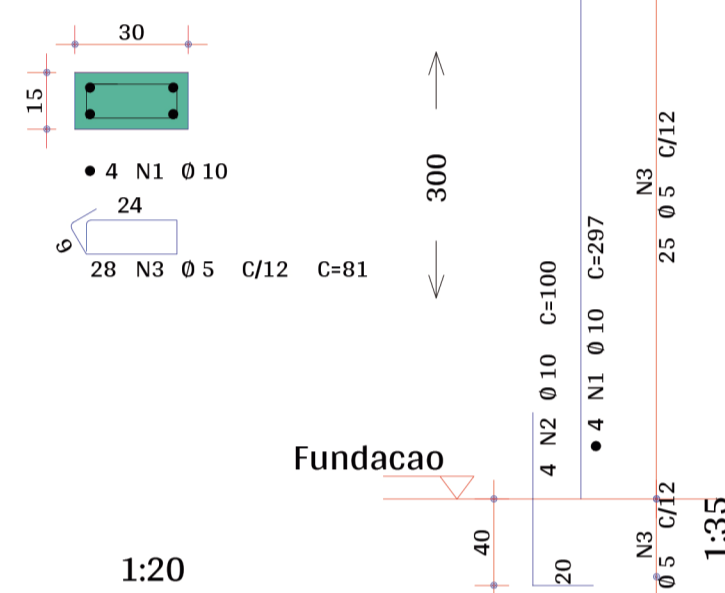 30
15
4 N1 Ø 10
24
9
28 N3 Ø 5 C/12 C=81
300
4 N2 Ø 10 C=100
4 N1 Ø 10 C=297
N3
25 Ø 5 C/12
Fundacao
40
20
N3
Ø 5 C/12
1:20
1:35